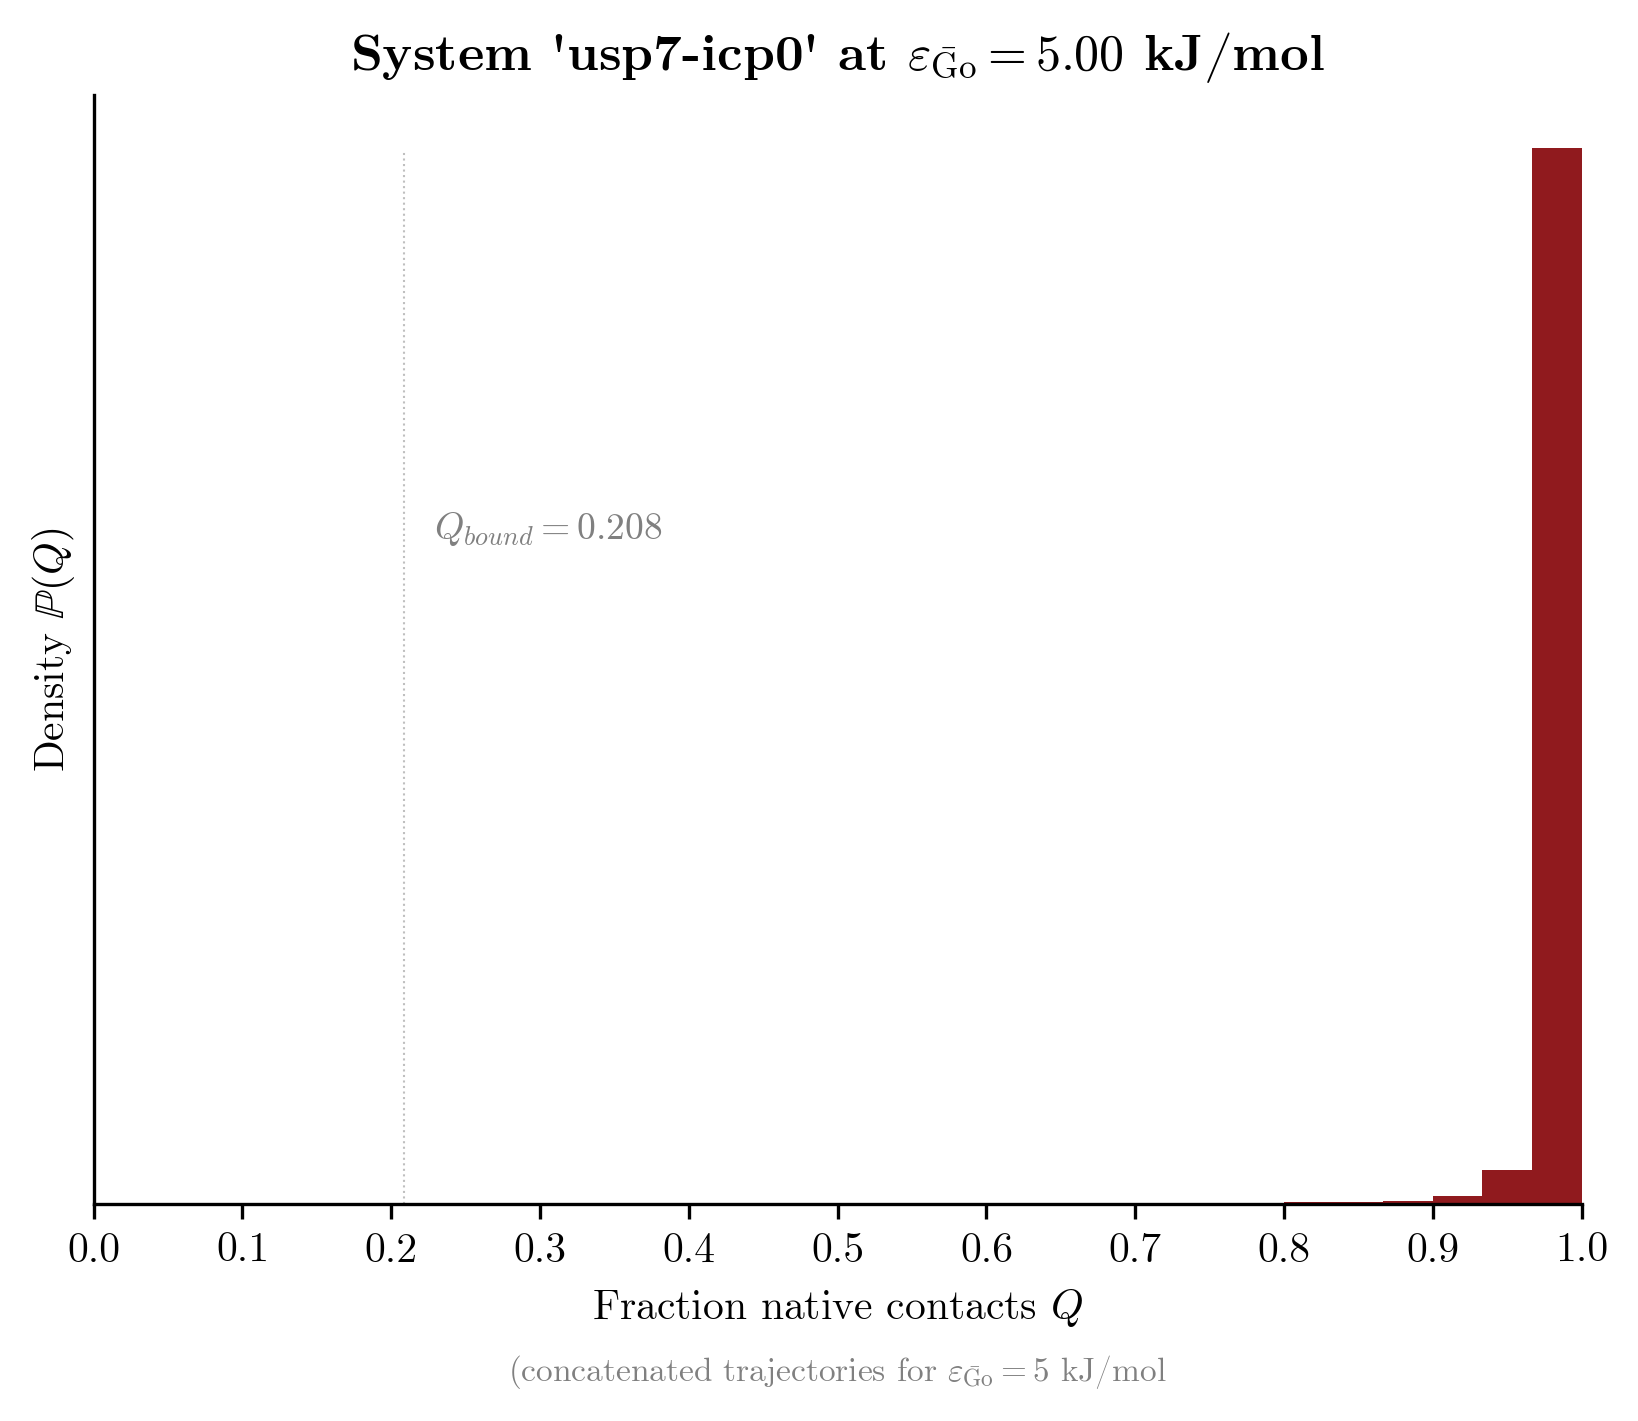 System 'usp7-icp0' at εḠo = 5.00 kJ/mol
Density ℙ(Q)
Q_bound = 0.208
0.0 0.1 0.2 0.3 0.4 0.5 0.6 0.7 0.8 0.9 1.0
Fraction native contacts Q
(concatenated trajectories for εḠo = 5 kJ/mol